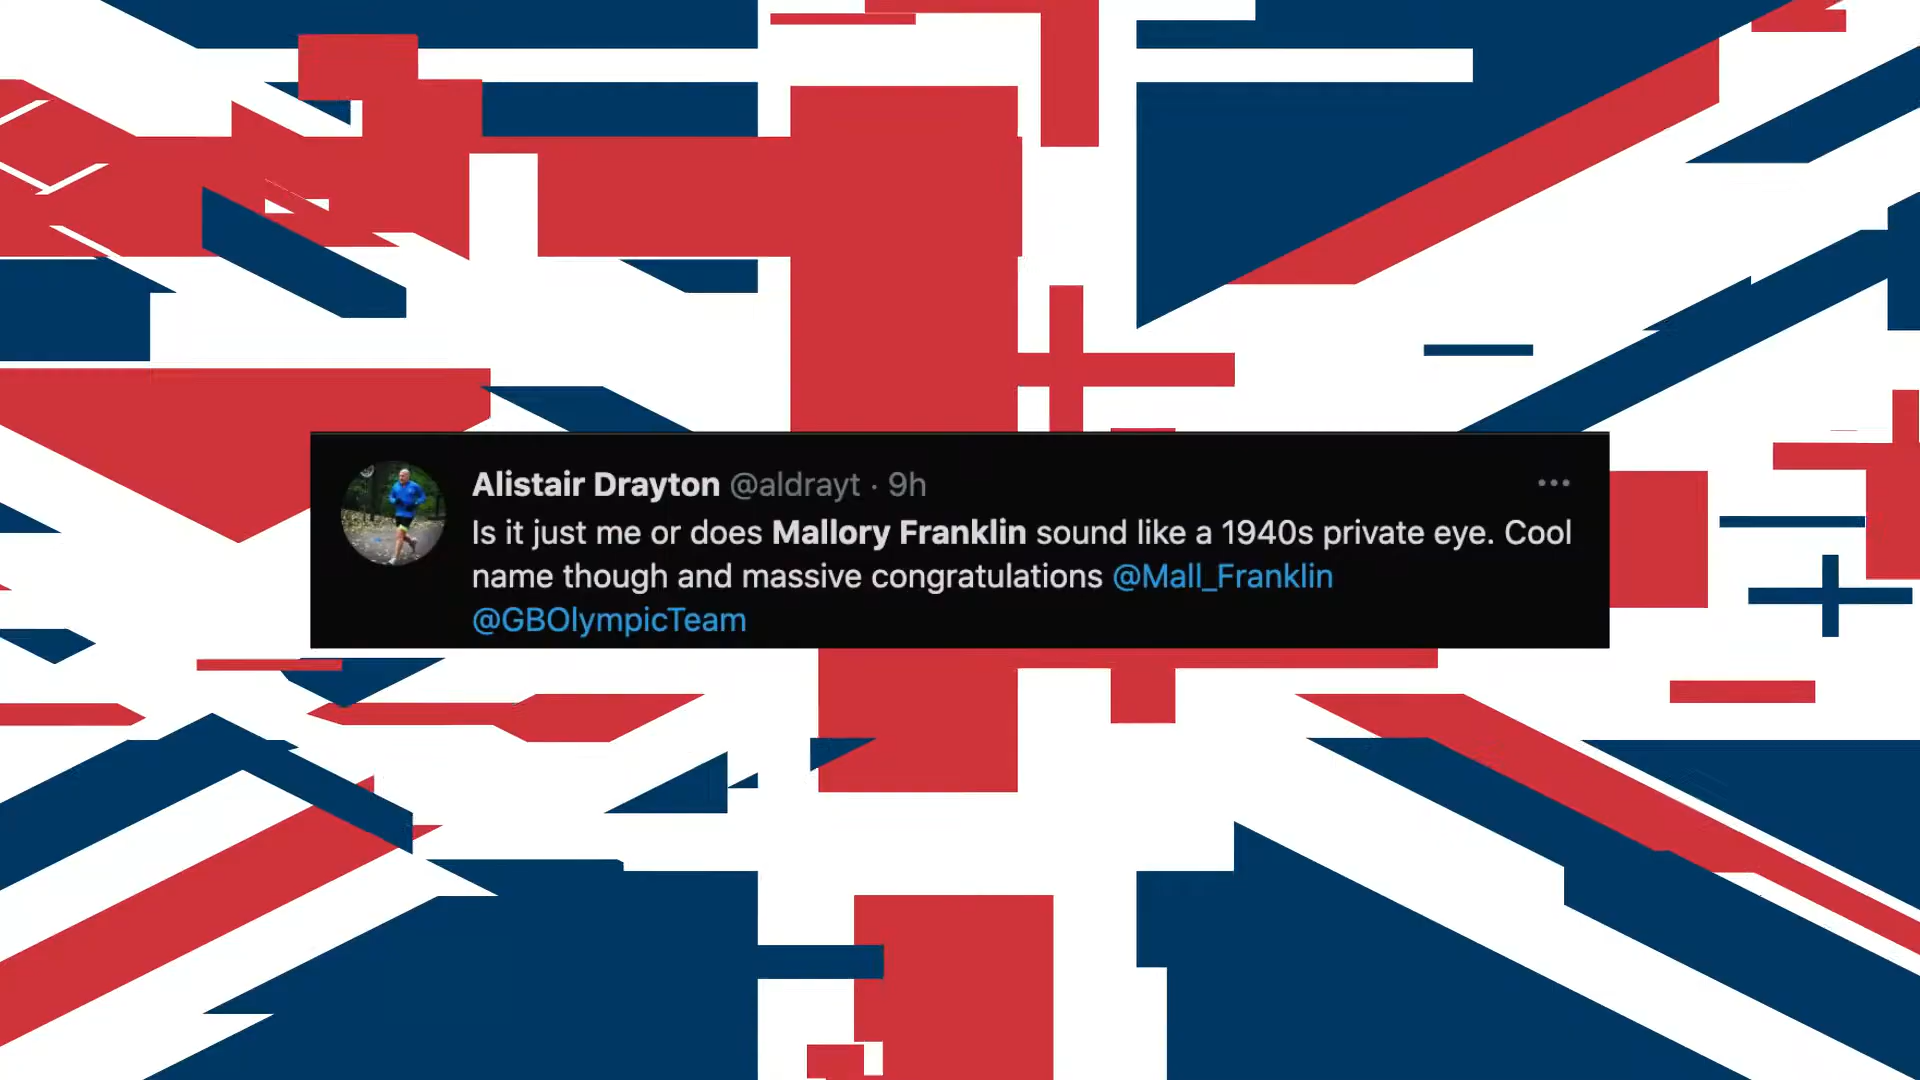 Alistair Drayton @aldrayt · 9h
Is it just me or does Mallory Franklin sound like a 1940s private eye. Cool
name though and massive congratulations @Mall_Franklin
@GBOlympicTeam